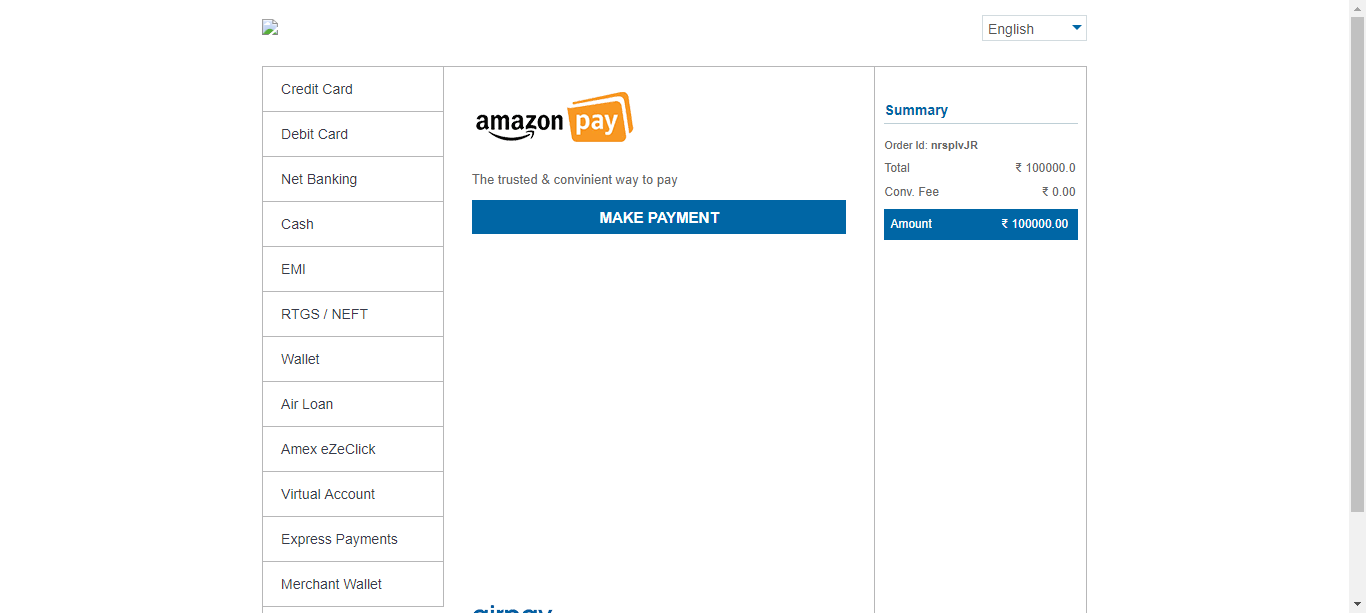 English
Credit Card
Debit Card
Net Banking
Cash
EMI
RTGS / NEFT
Wallet
Air Loan
Amex eZeClick
Virtual Account
Express Payments
Merchant Wallet
amazon pay
The trusted & convinient way to pay
MAKE PAYMENT
airpay
Summary
Order Id: nrsplvJR
Total ₹ 100000.0
Conv. Fee ₹ 0.00
Amount ₹ 100000.00